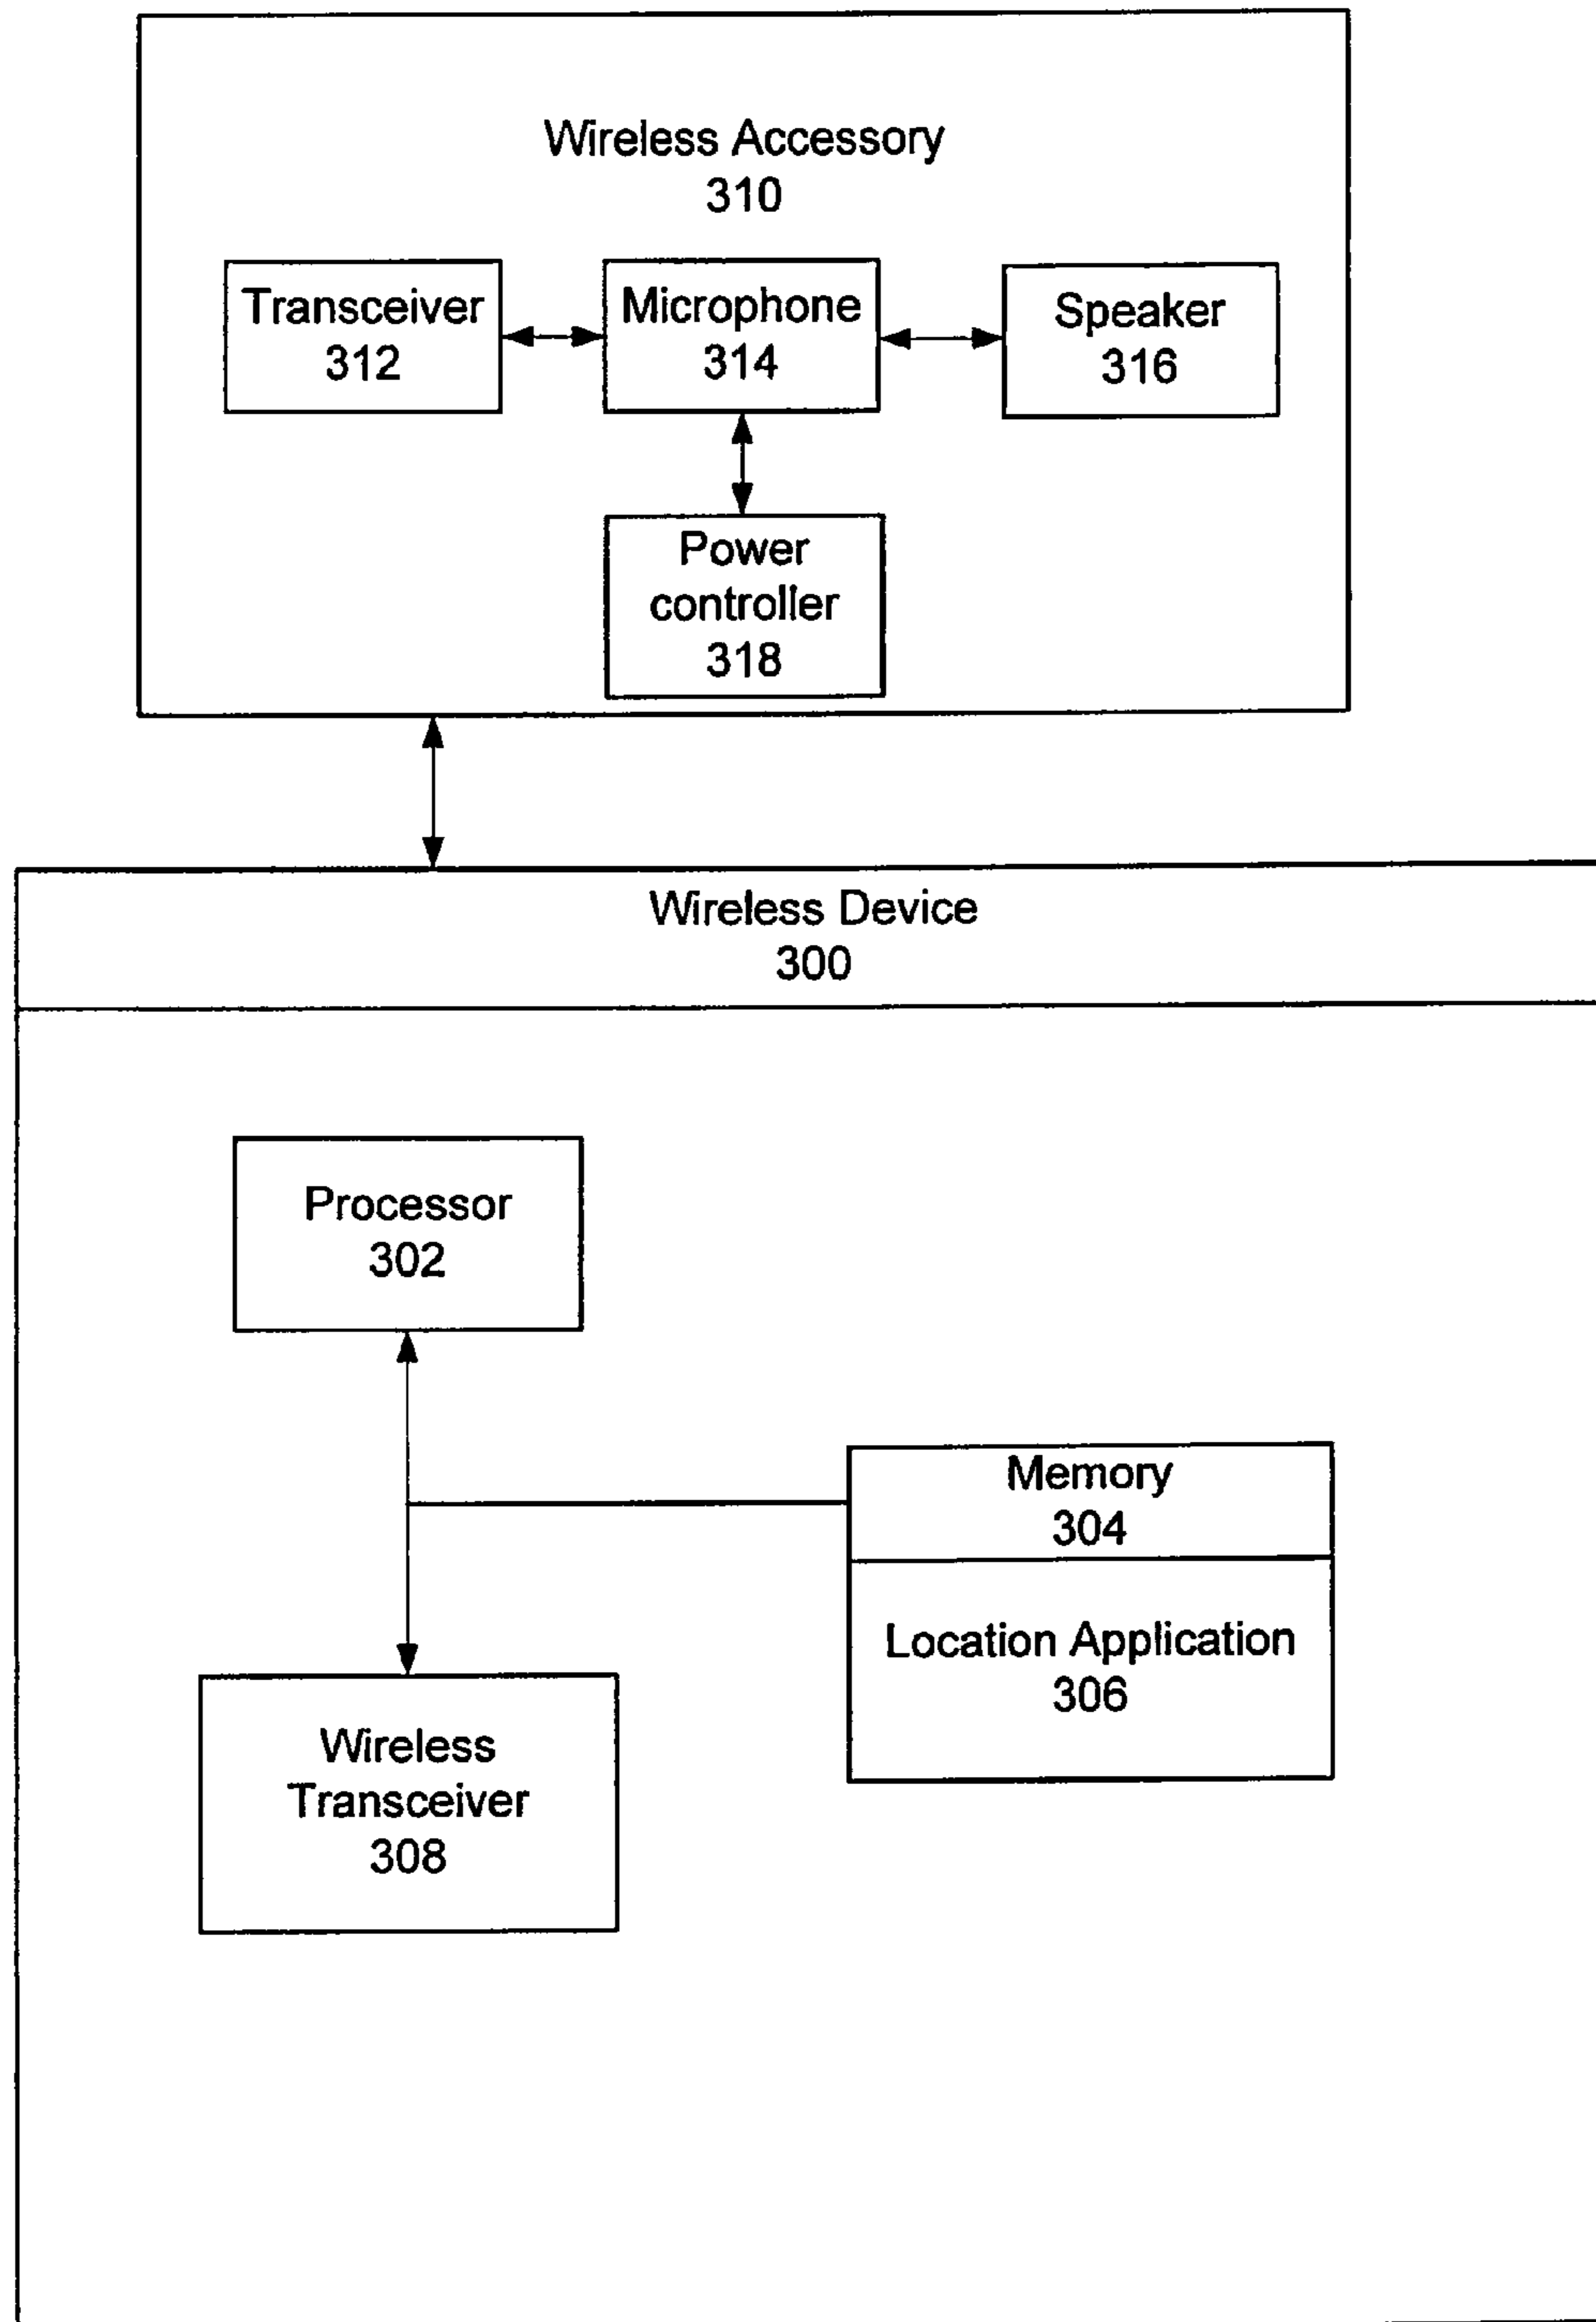 Wireless Accessory
310
Transceiver
312
Microphone
314
Speaker
316
Power
controller
318
Wireless Device
300
Processor
302
Memory
304
Location Application
306
Wireless
Transceiver
308